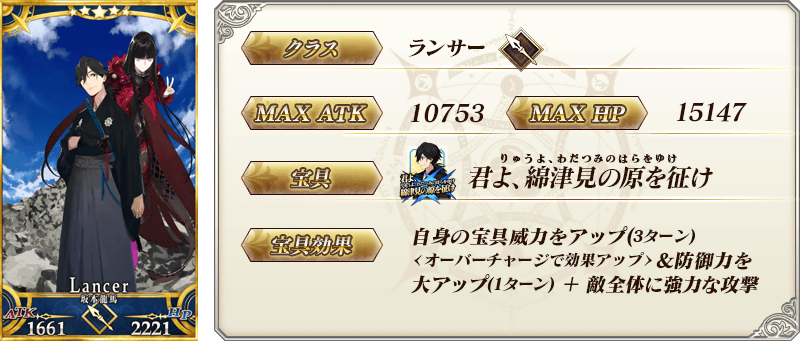 Lancer
坂本龍馬
ATK
HP
1661
2221
クラス
ランサー
MAX ATK
10753
MAX HP
15147
宝具
りゅうよ、わだつみのはらをゆけ
君よ、綿津見の原を征け
宝具効果
自身の宝具威力をアップ(3ターン)
＜オーバーチャージで効果アップ＞&防御力を
大アップ(1ターン) ＋ 敵全体に強力な攻撃